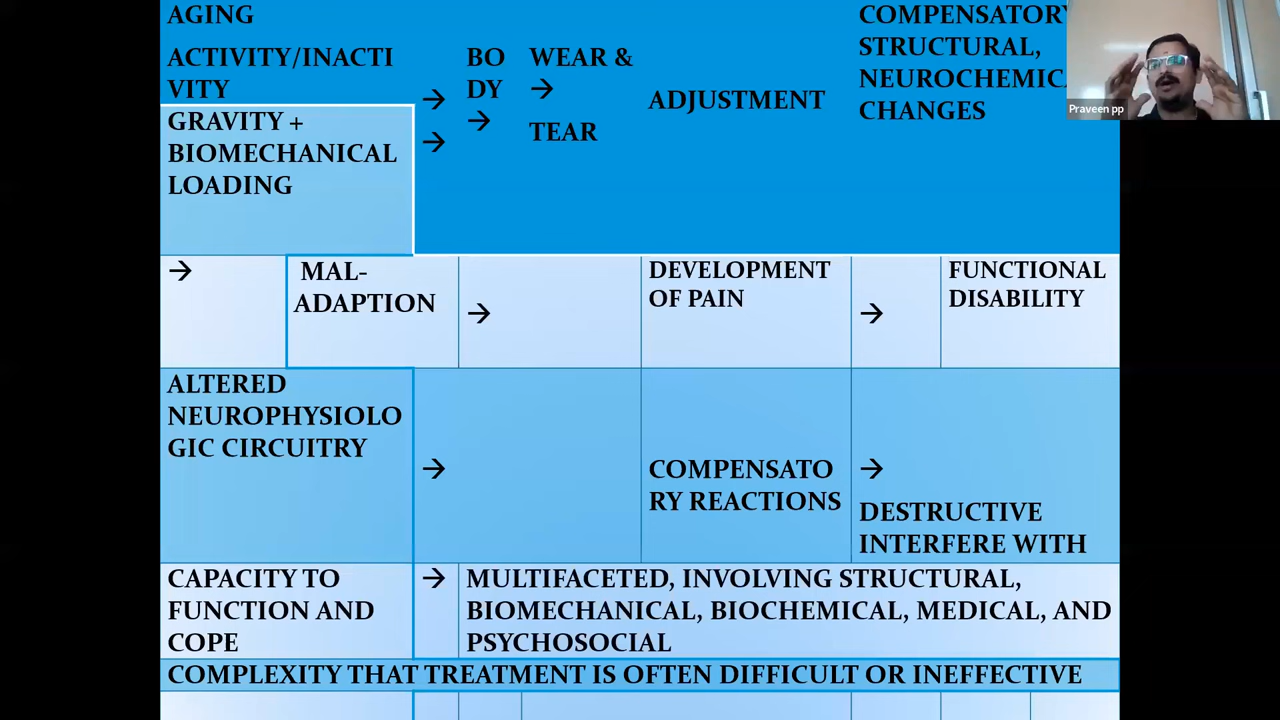 AGING
ACTIVITY/INACTI
VITY
GRAVITY +
BIOMECHANICAL
LOADING
→
→
BO
DY
→
WEAR &
→
TEAR
ADJUSTMENT
COMPENSATORY
STRUCTURAL,
NEUROCHEMIC
CHANGES
Praveen pp
→
MAL-
ADAPTION
→
DEVELOPMENT
OF PAIN
→
FUNCTIONAL
DISABILITY
ALTERED
NEUROPHYSIOLO
GIC CIRCUITRY
→
COMPENSATO
RY REACTIONS
→
DESTRUCTIVE
INTERFERE WITH
CAPACITY TO
FUNCTION AND
COPE
→
MULTIFACETED, INVOLVING STRUCTURAL,
BIOMECHANICAL, BIOCHEMICAL, MEDICAL, AND
PSYCHOSOCIAL
COMPLEXITY THAT TREATMENT IS OFTEN DIFFICULT OR INEFFECTIVE